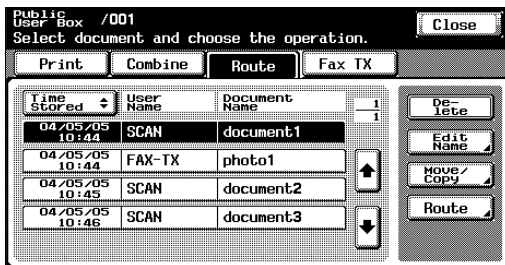 Public
User Box /001
Close
Select document and choose the operation.
Print Combine Route Fax TX
Time Stored User Name Document Name
1
1
De-
lete
04/05/05
10:44 SCAN document1
Edit
Name
04/05/05
10:44 FAX-TX photo1
Move/
Copy
04/05/05
10:45 SCAN document2
Route
04/05/05
10:46 SCAN document3